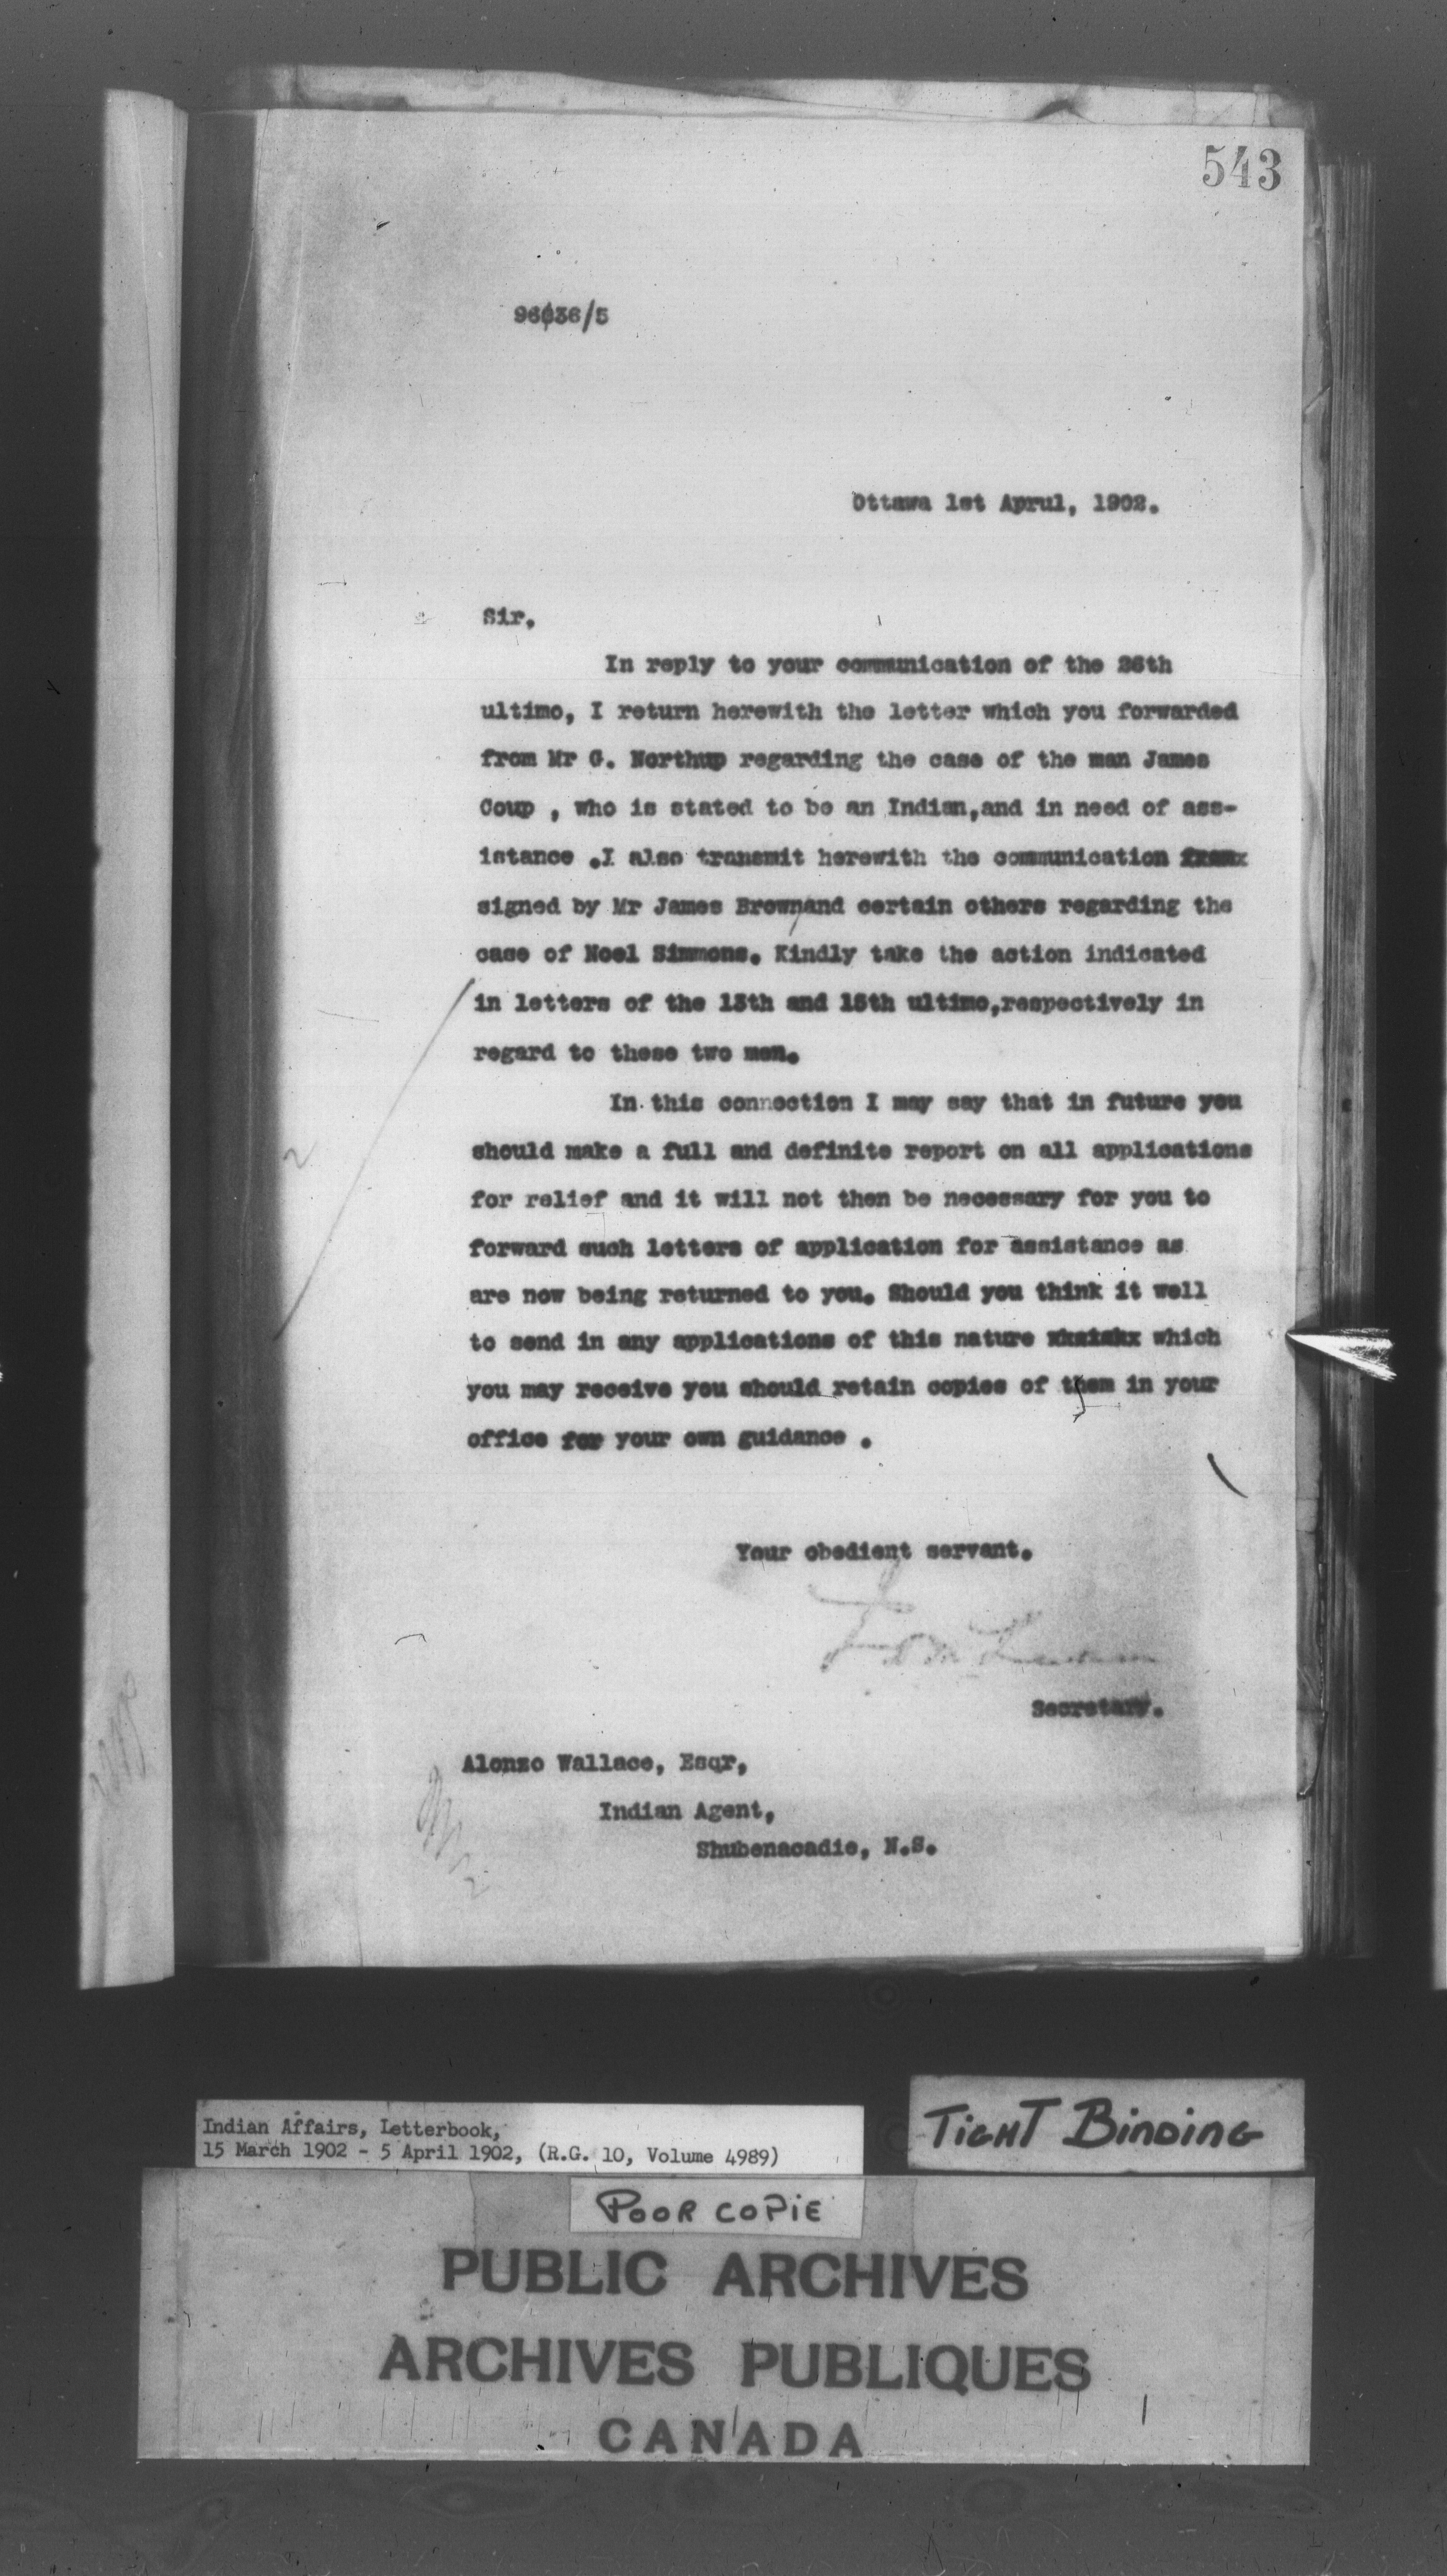 543
96036/5
Ottawa 1st Aprul, 1902.
Sir,
In reply to your communication of the 26th
ultimo, I return herewith the letter which you forwarded
from Mr G. Northup regarding the case of the man James
Coup , who is stated to be an Indian,and in need of ass-
istance .I also transmit herewith the communication
signed by Mr James Brown/and certain others regarding the
case of Noel Simmons. Kindly take the action indicated
in letters of the 13th and 15th ultimo,respectively in
regard to these two men.
In this connection I may say that in future you
should make a full and definite report on all applications
for relief and it will not then be necessary for you to
forward such letters of application for assistance as
are now being returned to you. Should you think it well
to send in any applications of this nature which
you may receive you should retain copies of them in your
office for your own guidance .
Your obedient servant.
Secretary.
Alonzo Wallace, Esqr,
Indian Agent,
Shubenacadie, N.S.
Indian Affairs, Letterbook,
15 March 1902 - 5 April 1902, (R.G. 10, Volume 4989)
TIGHT BINDING
POOR COPIE
PUBLIC ARCHIVES
ARCHIVES PUBLIQUES
CANADA